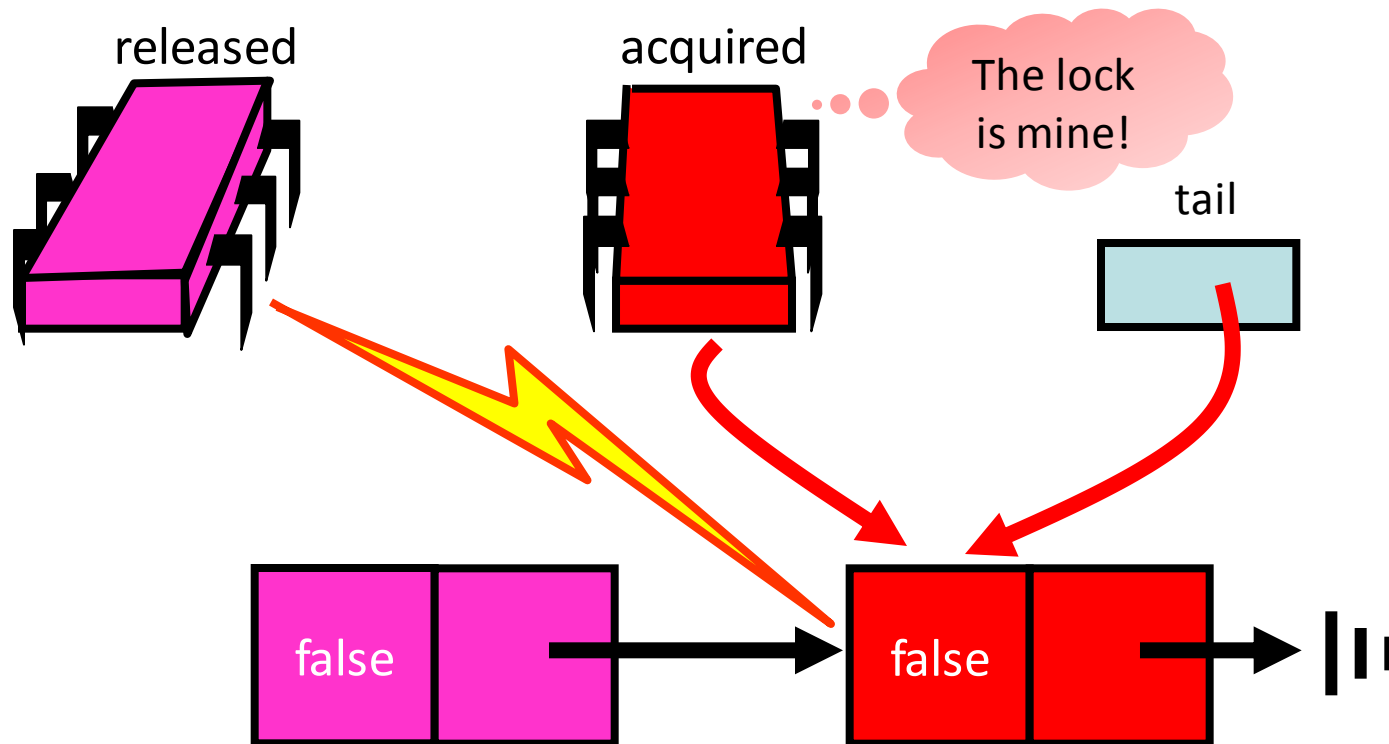 released
acquired
The lock
is mine!
tail
false
false